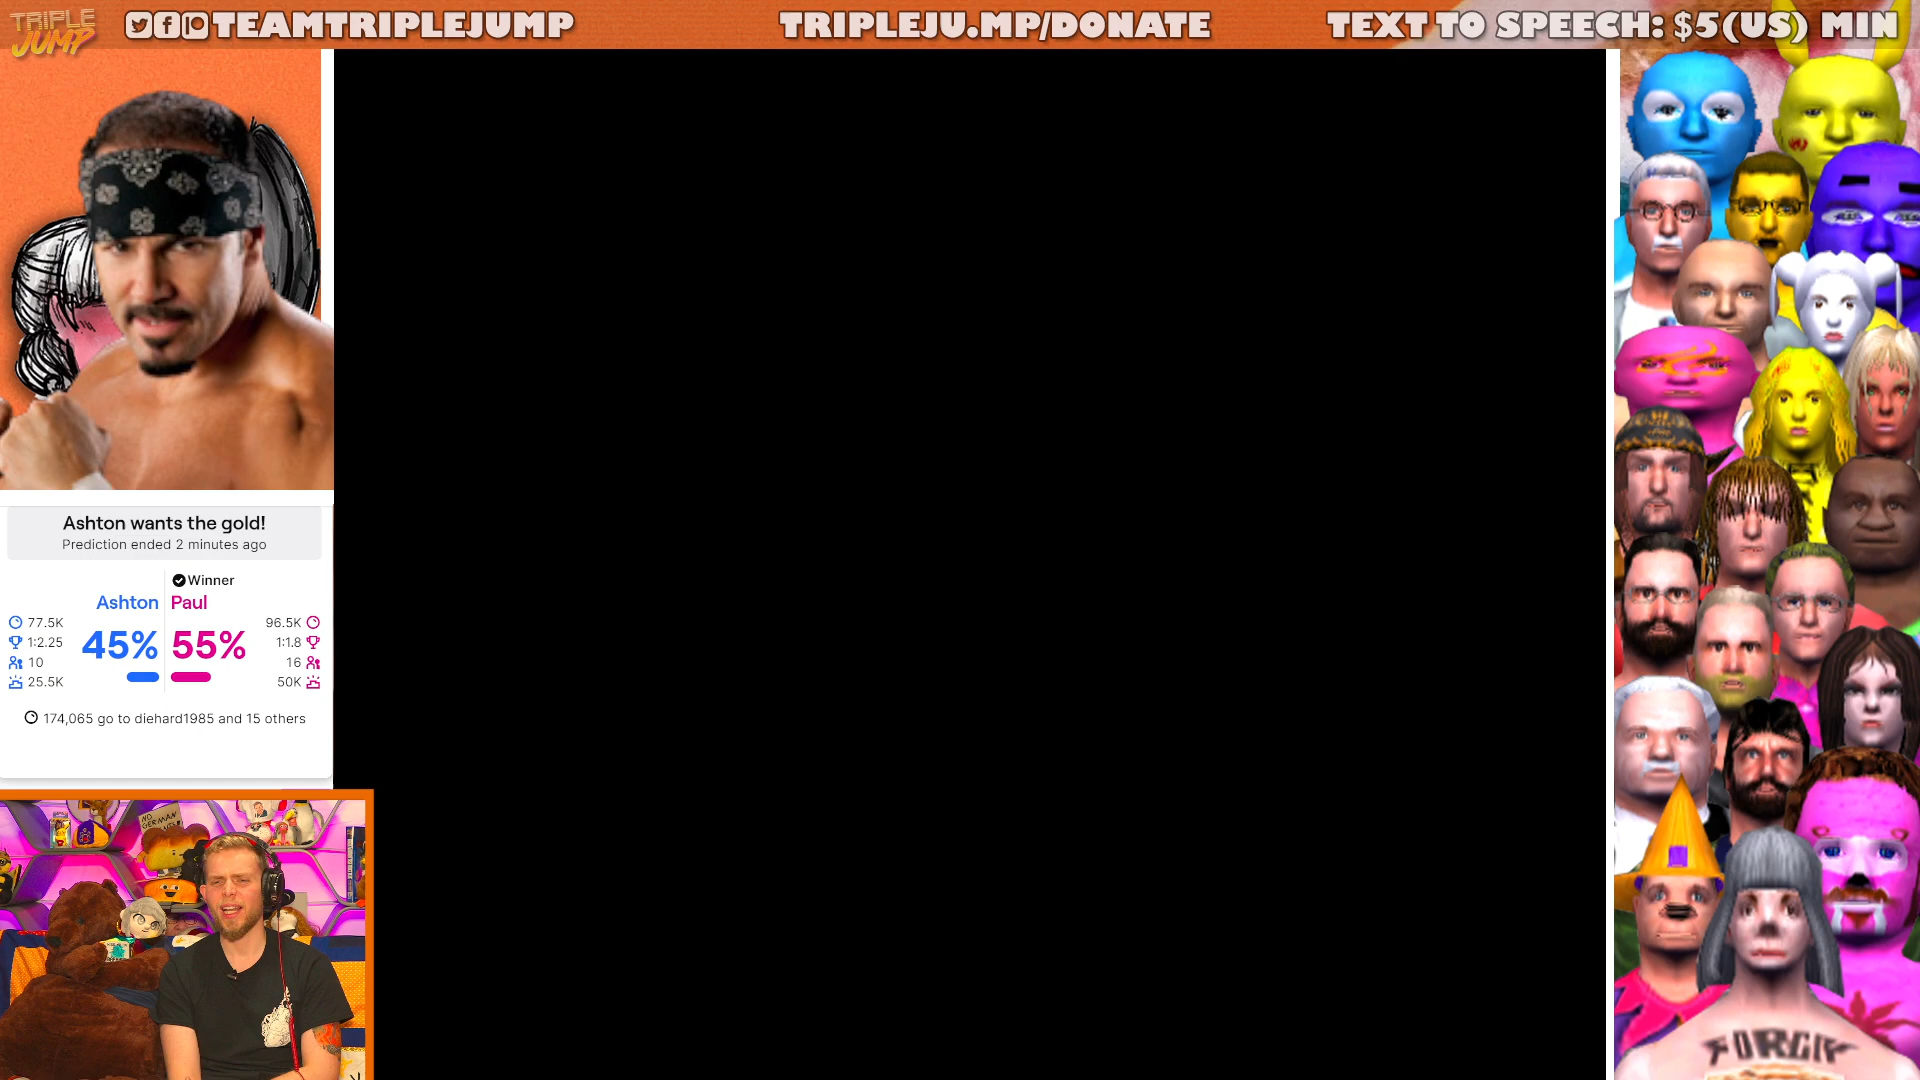 TRIPLE JUMP
TEAMTRIPLEJUMP
TRIPLEJU.MP/DONATE
TEXT TO SPEECH: $5(US) MIN
Ashton wants the gold!
Prediction ended 2 minutes ago
Winner
Ashton
Paul
77.5K
45%
55%
96.5K
1:2.25
1:1.8
10
16
25.5K
50K
174,065 go to diehard1985 and 15 others
NO
GERMAN